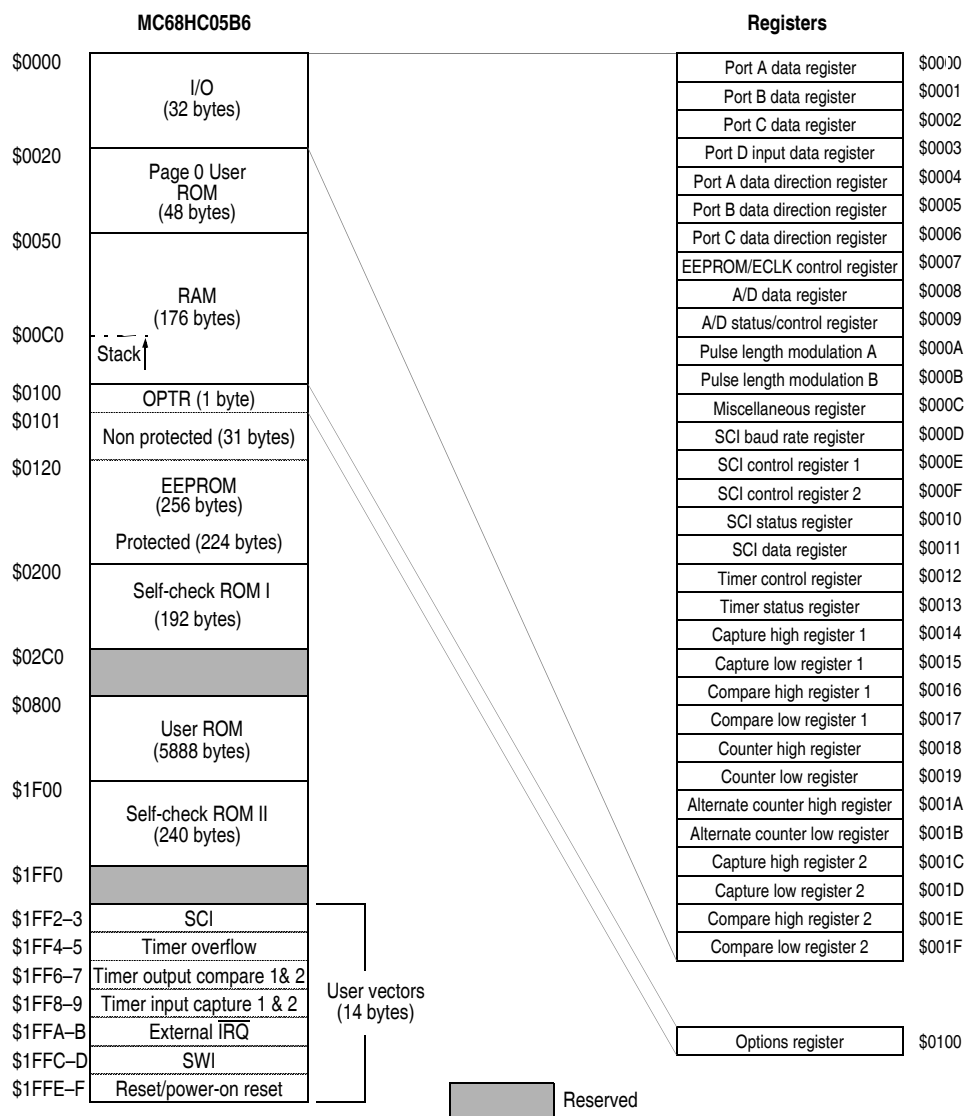 MC68HC05B6
$0000
I/O
(32 bytes)
$0020
Page 0 User
ROM
(48 bytes)
$0050
RAM
(176 bytes)
$00C0
Stack
$0100
OPTR (1 byte)
$0101
Non protected (31 bytes)
$0120
EEPROM
(256 bytes)
Protected (224 bytes)
$0200
Self-check ROM I
(192 bytes)
$02C0
$0800
User ROM
(5888 bytes)
$1F00
Self-check ROM II
(240 bytes)
$1FF0
$1FF2–3 SCI
$1FF4–5 Timer overflow
$1FF6–7 Timer output compare 1& 2
$1FF8–9 Timer input capture 1 & 2
$1FFA–B External IRQ
$1FFC–D SWI
$1FFE–F Reset/power-on reset
User vectors
(14 bytes)
Registers
Port A data register $0000
Port B data register $0001
Port C data register $0002
Port D input data register $0003
Port A data direction register $0004
Port B data direction register $0005
Port C data direction register $0006
EEPROM/ECLK control register $0007
A/D data register $0008
A/D status/control register $0009
Pulse length modulation A $000A
Pulse length modulation B $000B
Miscellaneous register $000C
SCI baud rate register $000D
SCI control register 1 $000E
SCI control register 2 $000F
SCI status register $0010
SCI data register $0011
Timer control register $0012
Timer status register $0013
Capture high register 1 $0014
Capture low register 1 $0015
Compare high register 1 $0016
Compare low register 1 $0017
Counter high register $0018
Counter low register $0019
Alternate counter high register $001A
Alternate counter low register $001B
Capture high register 2 $001C
Capture low register 2 $001D
Compare high register 2 $001E
Compare low register 2 $001F
Options register $0100
Reserved